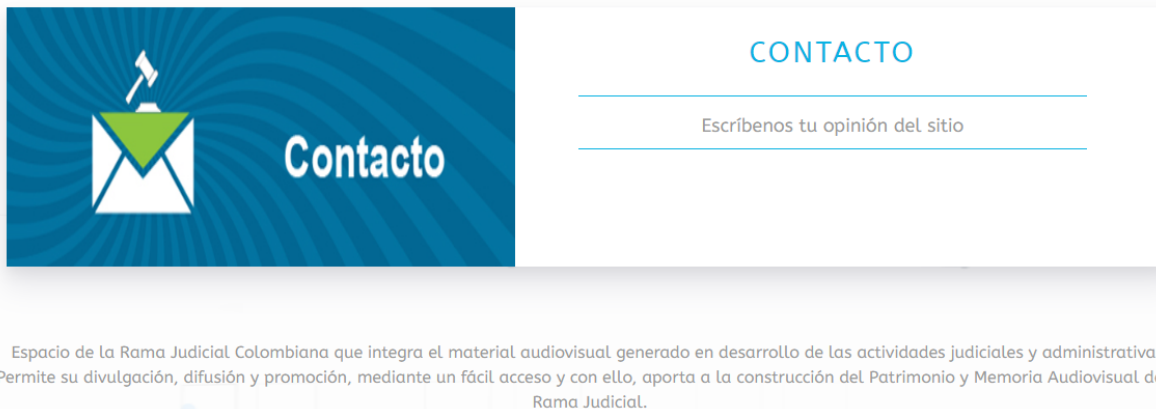 Contacto
CONTACTO
Escríbenos tu opinión del sitio
Espacio de la Rama Judicial Colombiana que integra el material audiovisual generado en desarrollo de las actividades judiciales y administrativa
Permite su divulgación, difusión y promoción, mediante un fácil acceso y con ello, aporta a la construcción del Patrimonio y Memoria Audiovisual d
Rama Judicial.